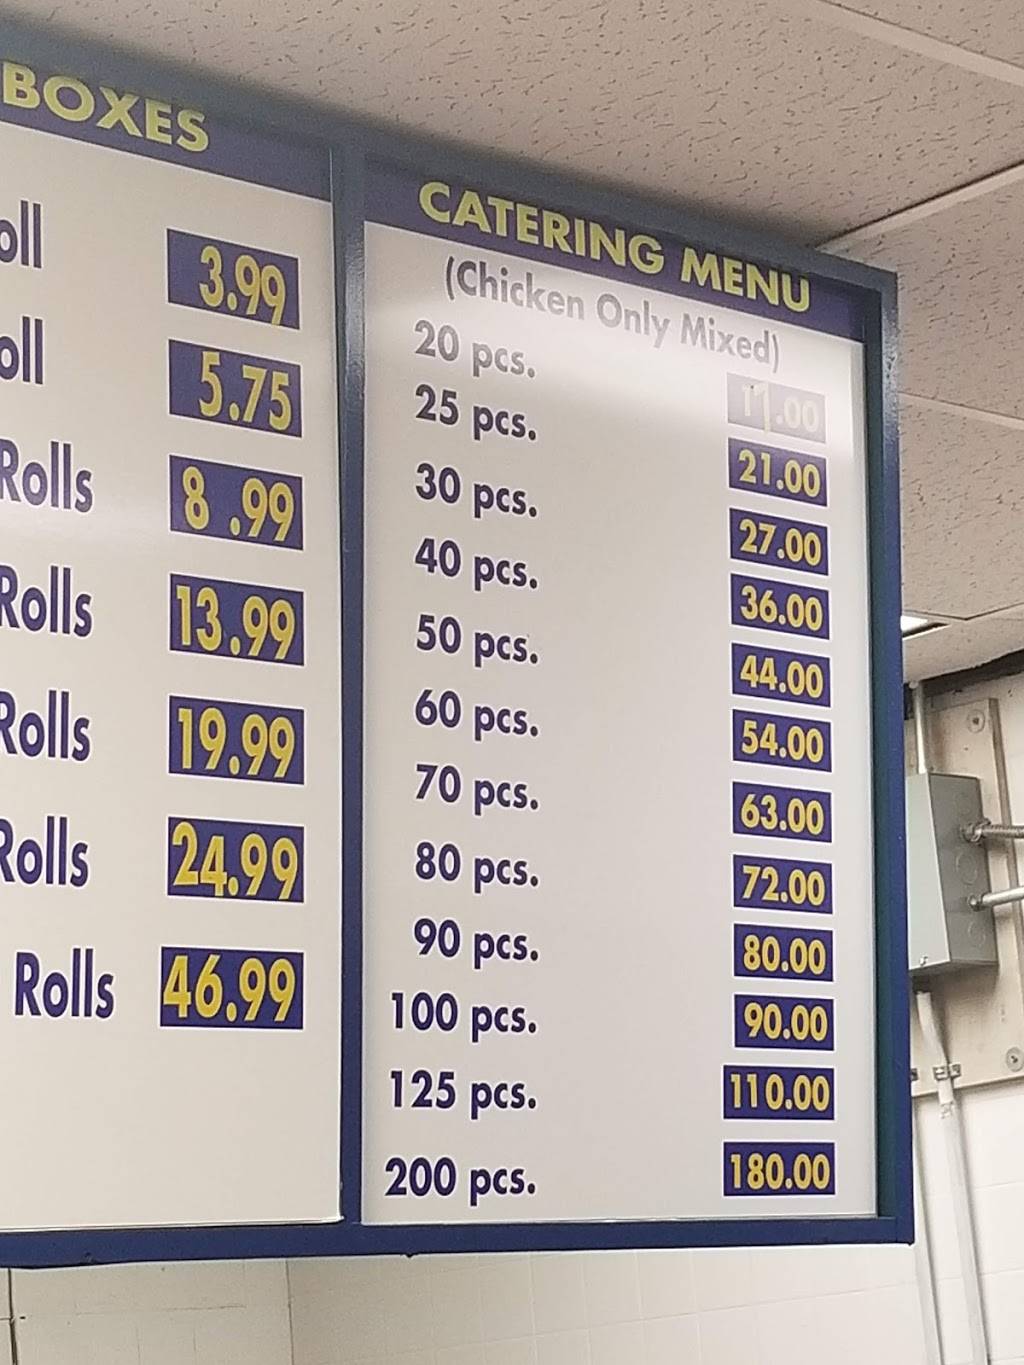 BOXES
oll 3.99
oll 5.75
Rolls 8.99
Rolls 13.99
Rolls 19.99
Rolls 24.99
Rolls 46.99
CATERING MENU
(Chicken Only Mixed)
20 pcs.
25 pcs. 21.00
30 pcs. 27.00
40 pcs. 36.00
50 pcs. 44.00
60 pcs. 54.00
70 pcs. 63.00
80 pcs. 72.00
90 pcs. 80.00
100 pcs. 90.00
125 pcs. 110.00
200 pcs. 180.00